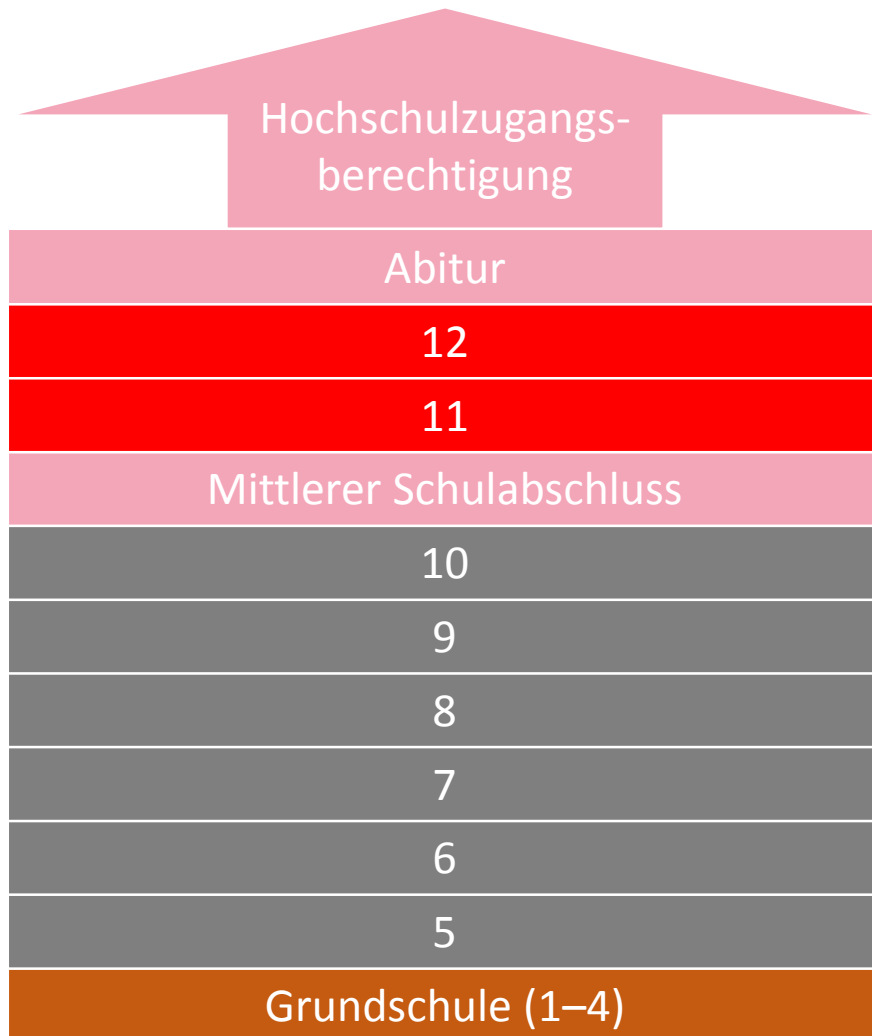 Hochschulzugangs-
berechtigung
Abitur
12
11
Mittlerer Schulabschluss
10
9
8
7
6
5
Grundschule (1–4)